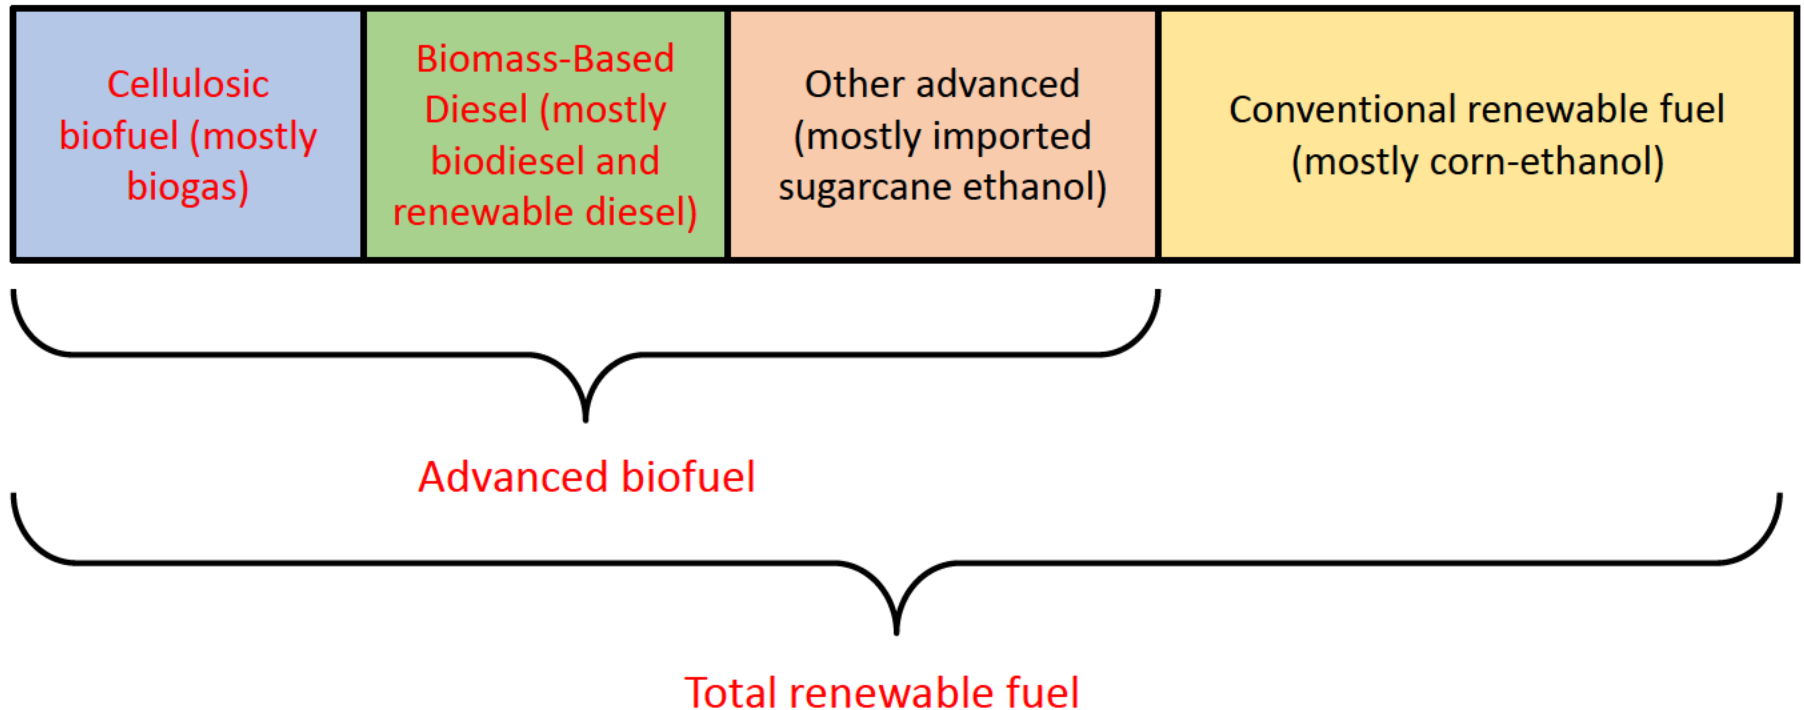 Cellulosic
biofuel (mostly
biogas)
Biomass-Based
Diesel (mostly
biodiesel and
renewable diesel)
Other advanced
(mostly imported
sugarcane ethanol)
Conventional renewable fuel
(mostly corn-ethanol)
Advanced biofuel
Total renewable fuel